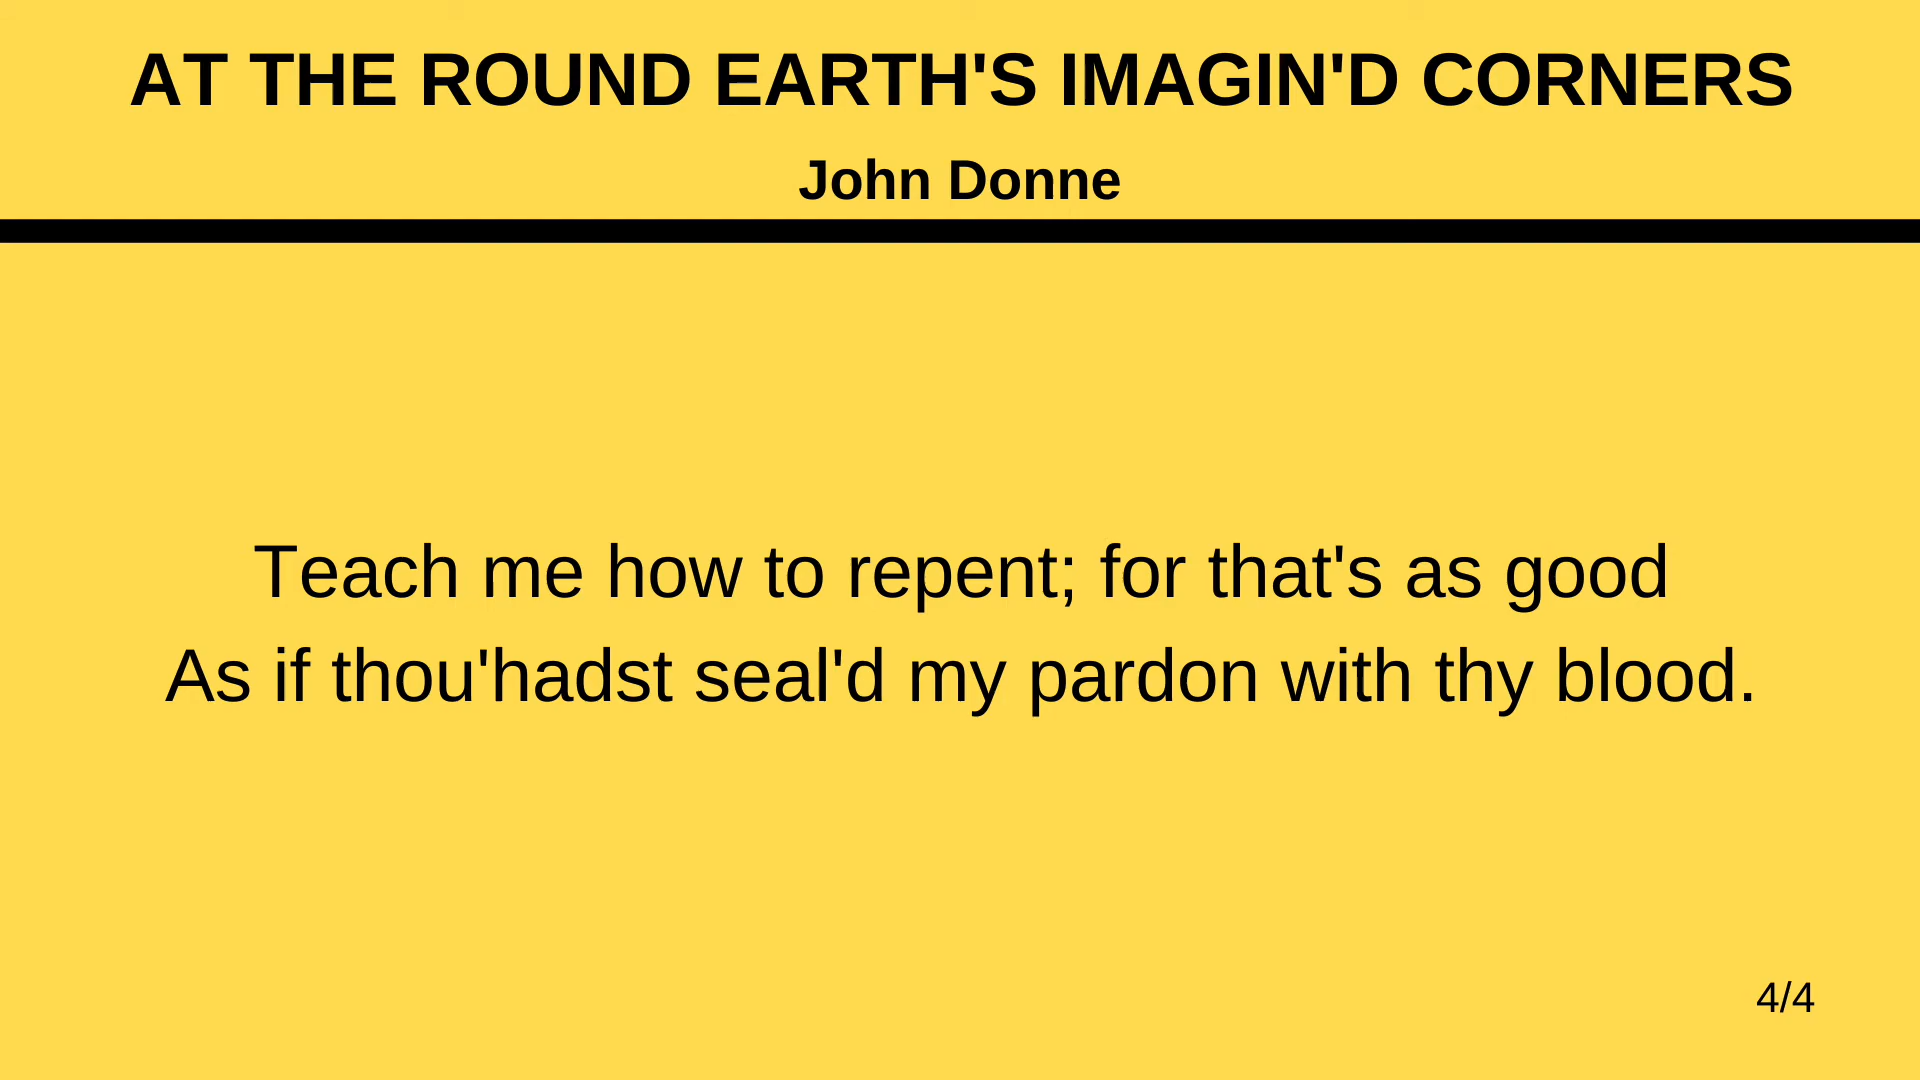 AT THE ROUND EARTH'S IMAGIN'D CORNERS
John Donne
Teach me how to repent; for that's as good
As if thou'hadst seal'd my pardon with thy blood.
4/4